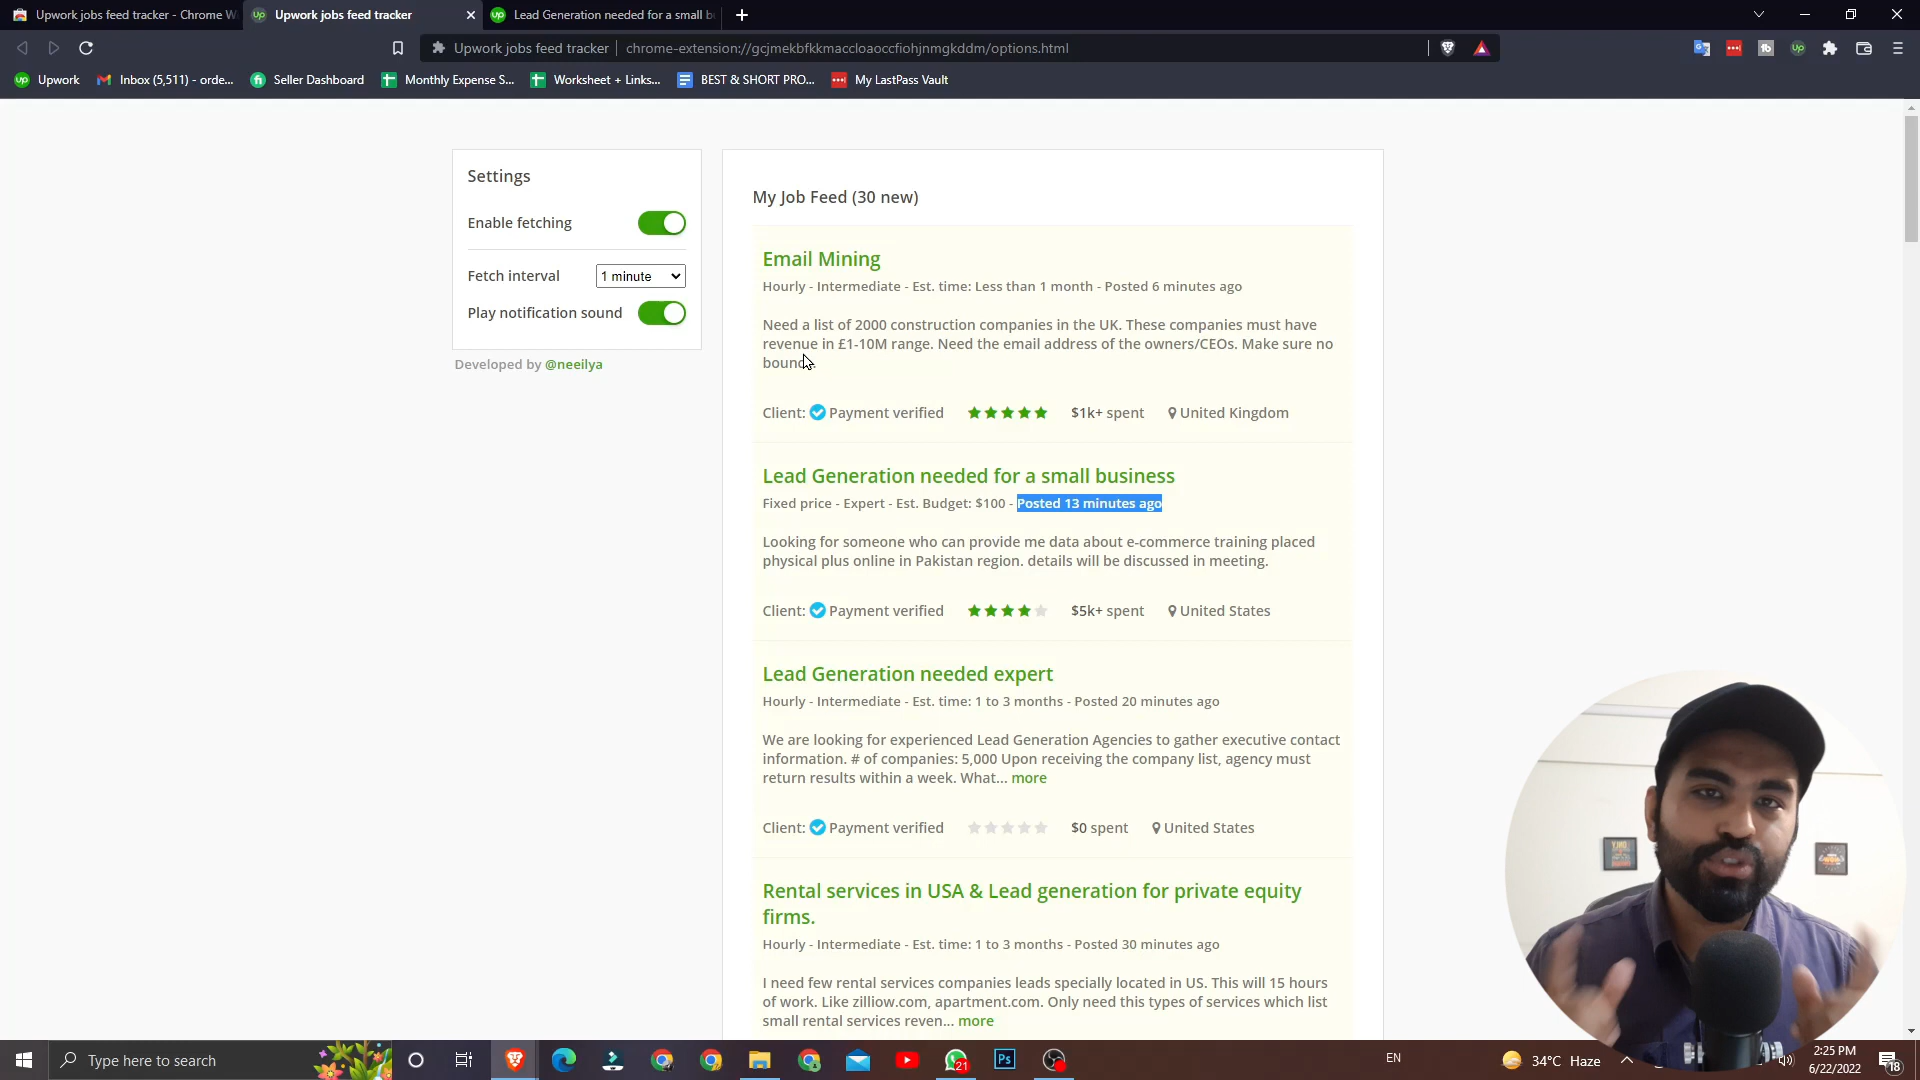 Upwork jobs feed tracker - Chrome W
Upwork jobs feed tracker
Lead Generation needed for a small b
Upwork jobs feed tracker
chrome-extension://gcjmekbfkkmaccloaoccfiohjnmgkddm/options.html
Upwork
Inbox (5,511) - orde...
Seller Dashboard
Monthly Expense S...
Worksheet + Links...
BEST & SHORT PRO...
My LastPass Vault
Settings
Enable fetching
Fetch interval
1 minute
Play notification sound
Developed by @neeilya
My Job Feed (30 new)
Email Mining
Hourly - Intermediate - Est. time: Less than 1 month - Posted 6 minutes ago
Need a list of 2000 construction companies in the UK. These companies must have
revenue in £1-10M range. Need the email address of the owners/CEOs. Make sure no
Client: Payment verified $1k+ spent United Kingdom
Lead Generation needed for a small business
Fixed price - Expert - Est. Budget: $100 - Posted 13 minutes ago
Looking for someone who can provide me data about e-commerce training placed
physical plus online in Pakistan region. details will be discussed in meeting.
Client: Payment verified $5k+ spent United States
Lead Generation needed expert
Hourly - Intermediate - Est. time: 1 to 3 months - Posted 20 minutes ago
We are looking for experienced Lead Generation Agencies to gather executive contact
information. # of companies: 5,000 Upon receiving the company list, agency must
return results within a week. What... more
Client: Payment verified $0 spent United States
Rental services in USA & Lead generation for private equity
firms.
Hourly - Intermediate - Est. time: 1 to 3 months - Posted 30 minutes ago
I need few rental services companies leads specially located in US. This will 15 hours
of work. Like zilliow.com, apartment.com. Only need this types of services which list
small rental services reven... more
Type here to search
21
Ps
EN
34°C Haze
2:25 PM
6/22/2022
18